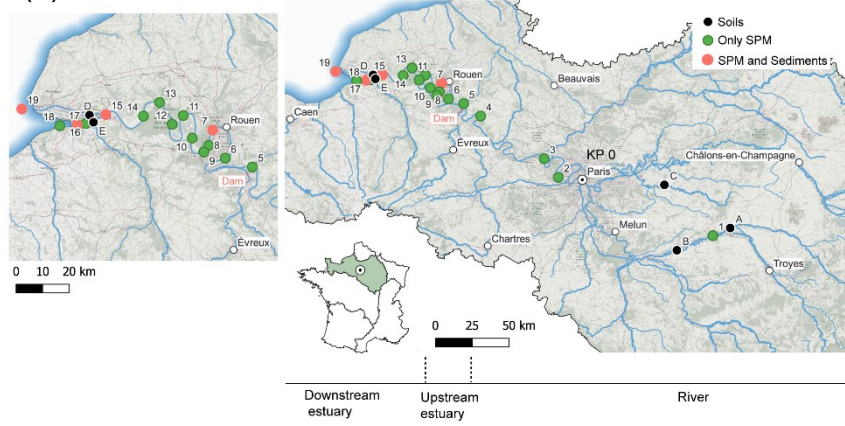 Soils
Only SPM
SPM and Sediments
19
18
17
D
15
16
E
13
14
12
11
10
7
8
9
6
5
Rouen
Dam
Évreux
0 10 20 km
19
18
17
D
15
E
13
14
11
10
9
8
7
6
5
4
Rouen
Dam
Beauvais
Caen
Évreux
3
2
KP 0
Paris
Châlons-en-Champagne
C
Chartres
Melun
1
A
B
Troyes
0 25 50 km
Downstream
estuary
Upstream
estuary
River